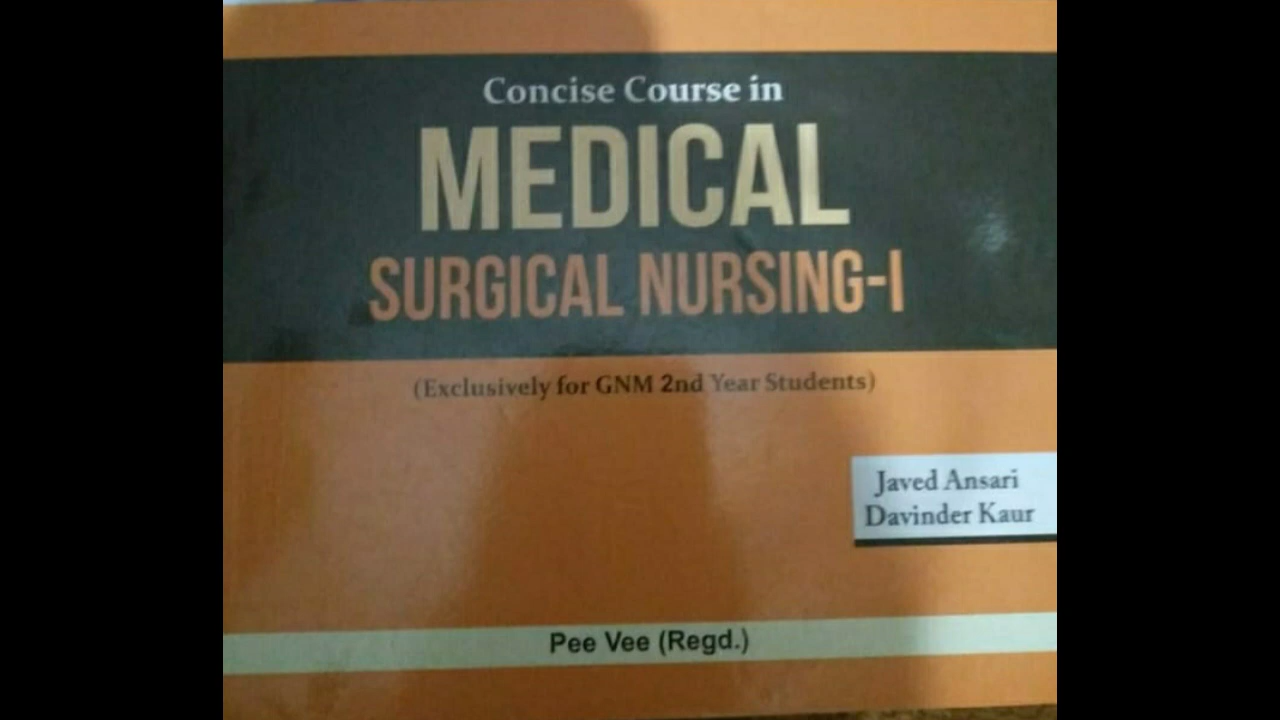 Concise Course in
MEDICAL
SURGICAL NURSING-I
(Exclusively for GNM 2nd Year Students)
Javed Ansari
Davinder Kaur
Pee Vee (Regd.)